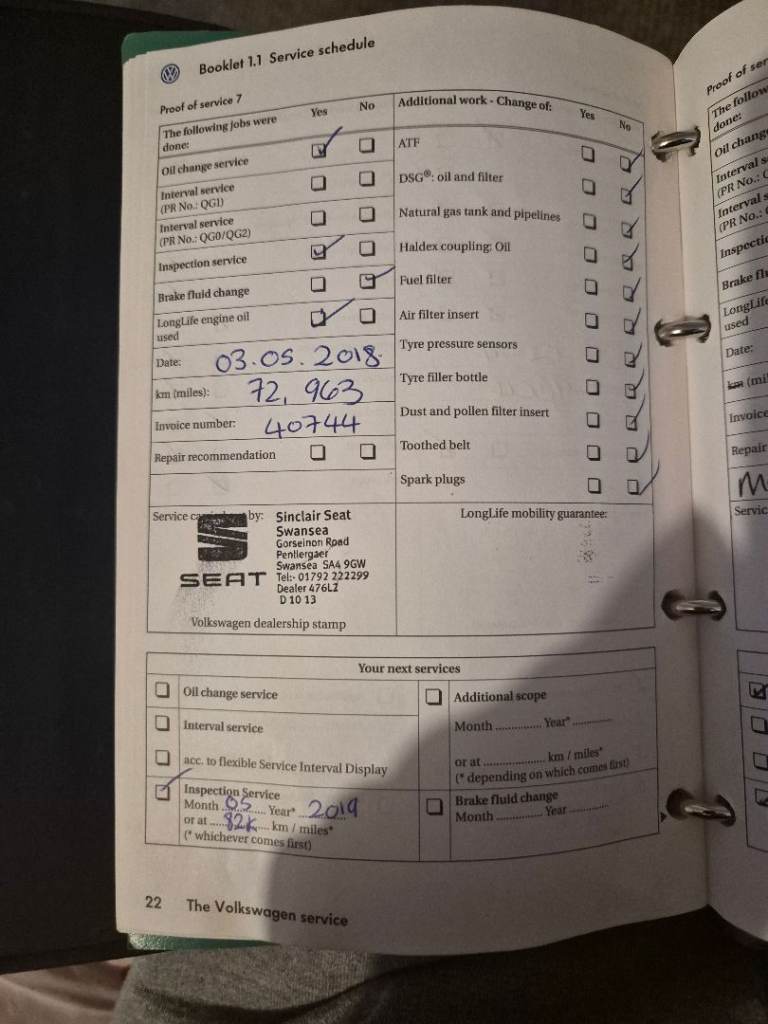 Booklet 1.1 Service schedule
Proof of service 7
The following jobs were done: Yes No
Oil change service
Interval service
(PR No.: QG1)
Interval service
(PR No.: QG0/QG2)
Inspection service
Brake fluid change
LongLife engine oil
used
Date: 03.05.2018.
km (miles): 72,963
Invoice number: 40744
Repair recommendation
Additional work - Change of: Yes No
ATF
DSG®: oil and filter
Natural gas tank and pipelines
Haldex coupling: Oil
Fuel filter
Air filter insert
Tyre pressure sensors
Tyre filler bottle
Dust and pollen filter insert
Toothed belt
Spark plugs
Service by:
SEAT
Sinclair Seat
Swansea
Gorseinon Road
Penllergaer
Swansea SA4 9GW
Tel:- 01792 222299
Dealer 476LZ
D 10 13
Volkswagen dealership stamp
LongLife mobility guarantee:
Your next services
Oil change service
Interval service
acc. to flexible Service Interval Display
Inspection Service
Month 05 Year* 2019
or at 82K km / miles*
(* whichever comes first)
Additional scope
Month .............. Year* ............
or at .................... km / miles*
(* depending on which comes first)
Brake fluid change
Month .............. Year ............
22 The Volkswagen service
Proof of ser
The follow
done:
Oil chang
Interval s
(PR No.: Q
Interval s
(PR No.: Q
Inspecti
Brake fl
LongLif
used
Date:
km (mi
Invoice
Repair
Servic